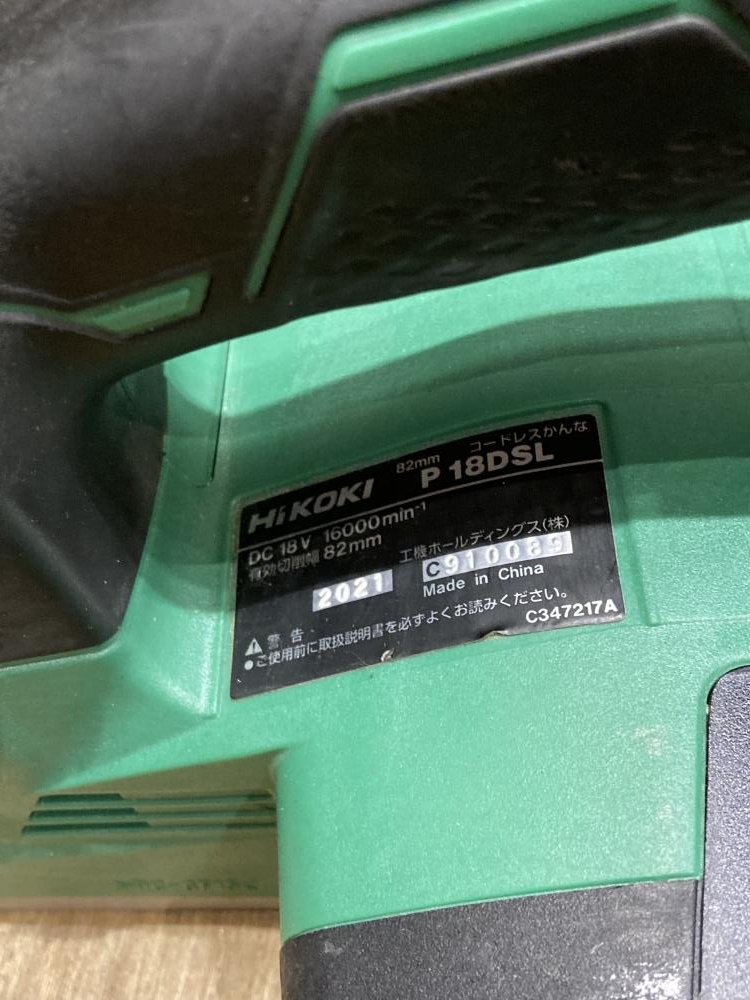 82mm コードレスかんな
HiKOKI P 18DSL
DC 18V 16000min⁻¹
有効切削幅 82mm
工機ホールディングス(株)
2021 C910089
Made in China
警告
●ご使用前に取扱説明書を必ずよくお読みください。
C347217A